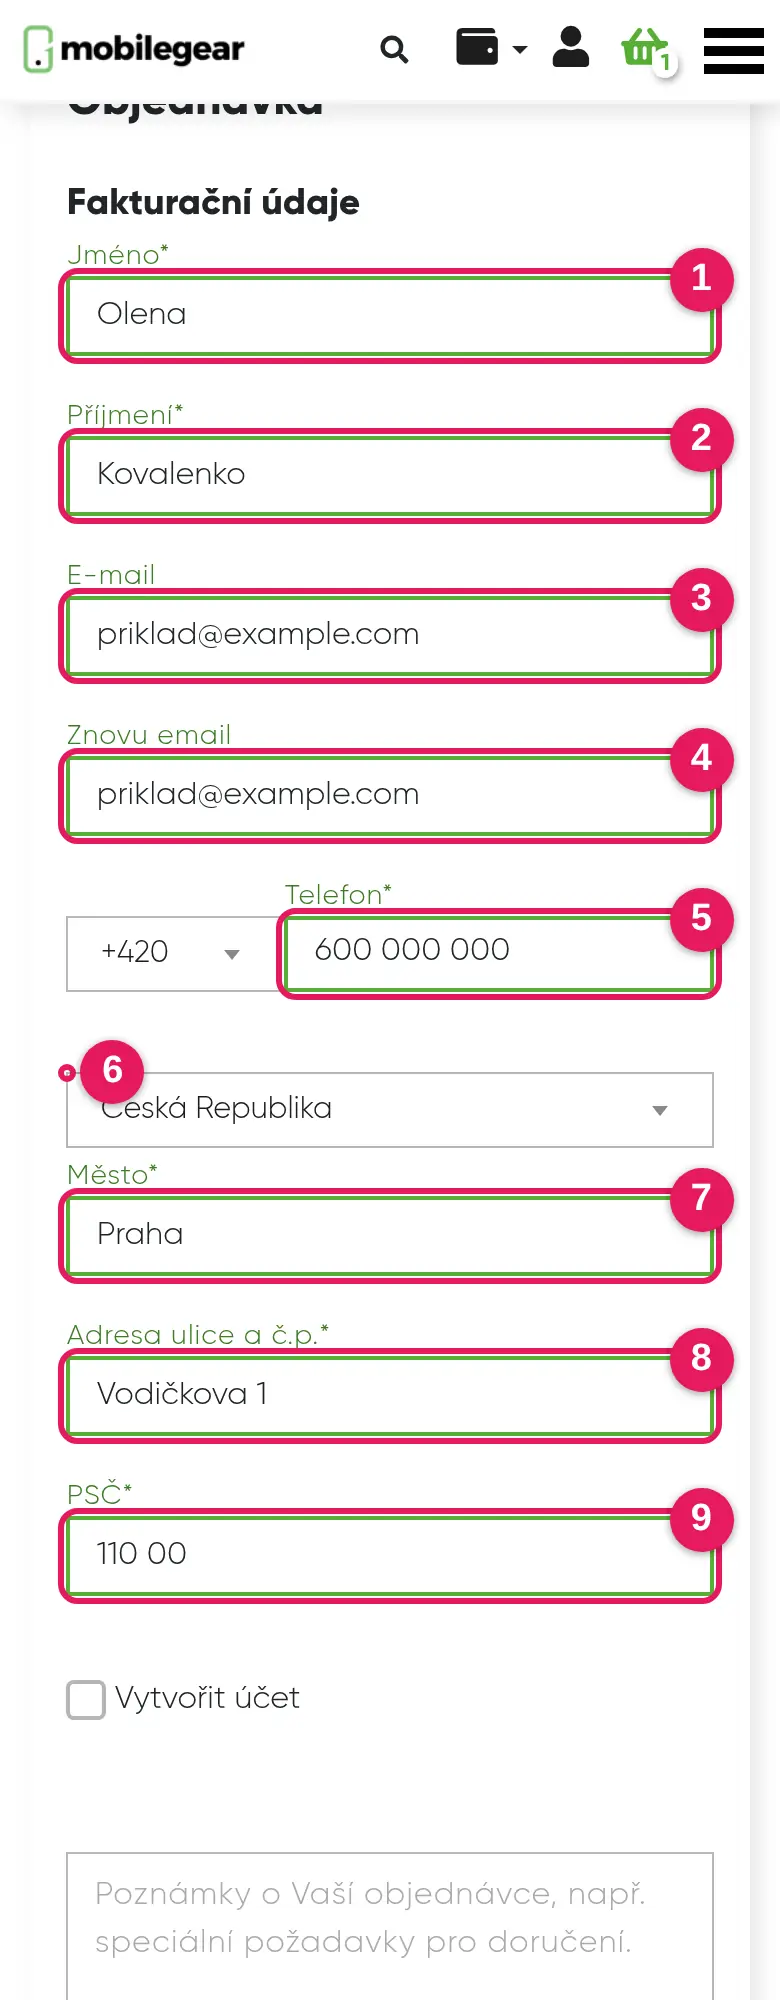 mobilegear
1
Objednávka
Fakturační údaje
Jméno*
1
Olena
Příjmení*
2
Kovalenko
E-mail
3
priklad@example.com
Znovu email
4
priklad@example.com
Telefon*
5
+420
600 000 000
6
Česká Republika
Město*
7
Praha
Adresa ulice a č.p.*
8
Vodičkova 1
PSČ*
9
110 00
Vytvořit účet
Poznámky o Vaší objednávce, např.
speciální požadavky pro doručení.